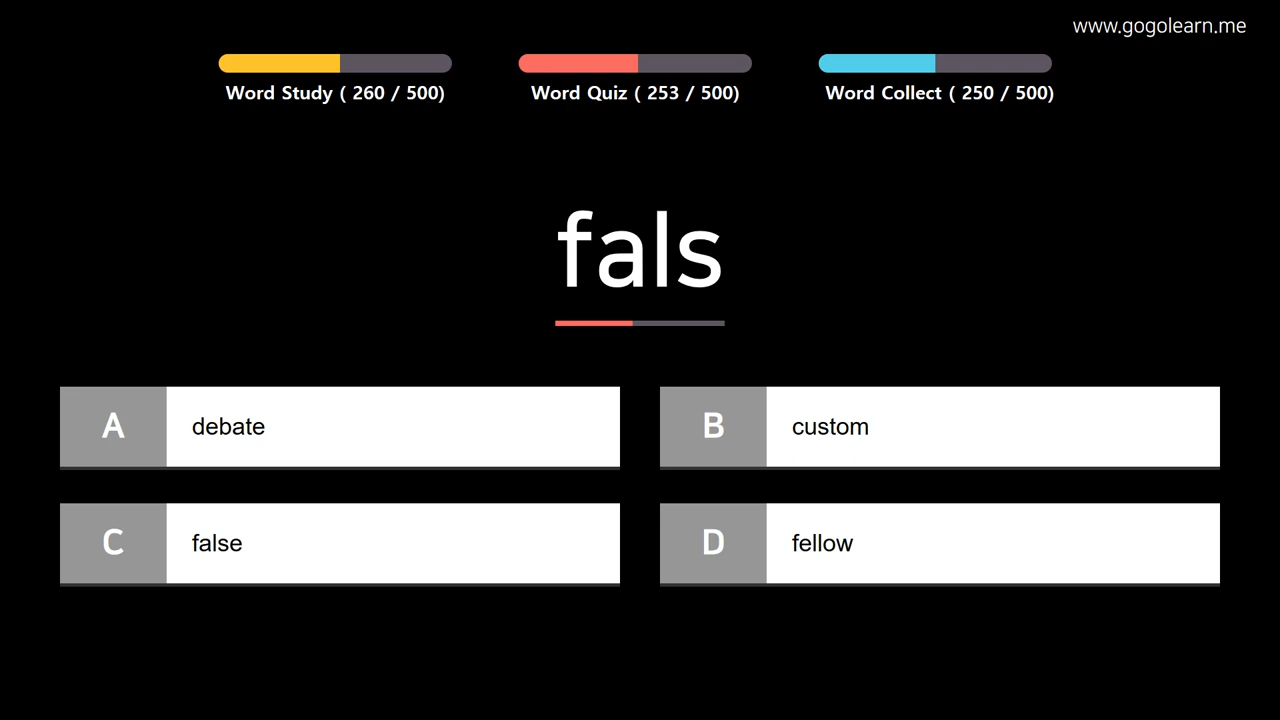 www.gogolearn.me
Word Study ( 260 / 500)
Word Quiz ( 253 / 500)
Word Collect ( 250 / 500)
fals
A debate
B custom
C false
D fellow